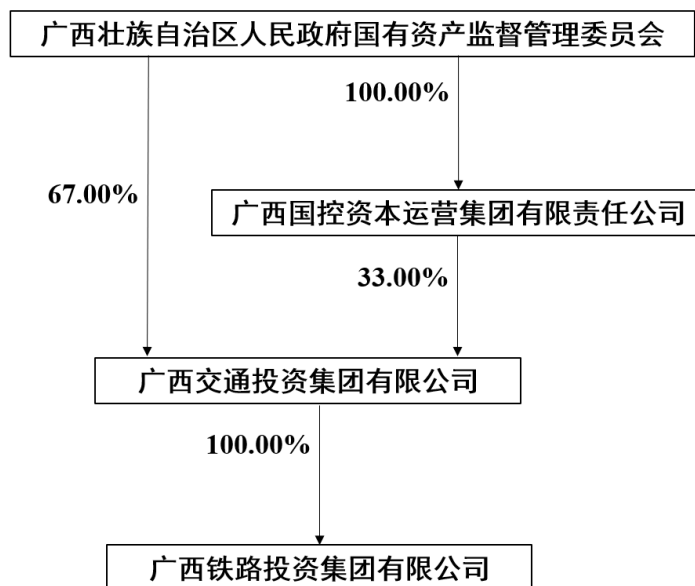 广西壮族自治区人民政府国有资产监督管理委员会
100.00%
67.00%
广西国控资本运营集团有限责任公司
33.00%
广西交通投资集团有限公司
100.00%
广西铁路投资集团有限公司